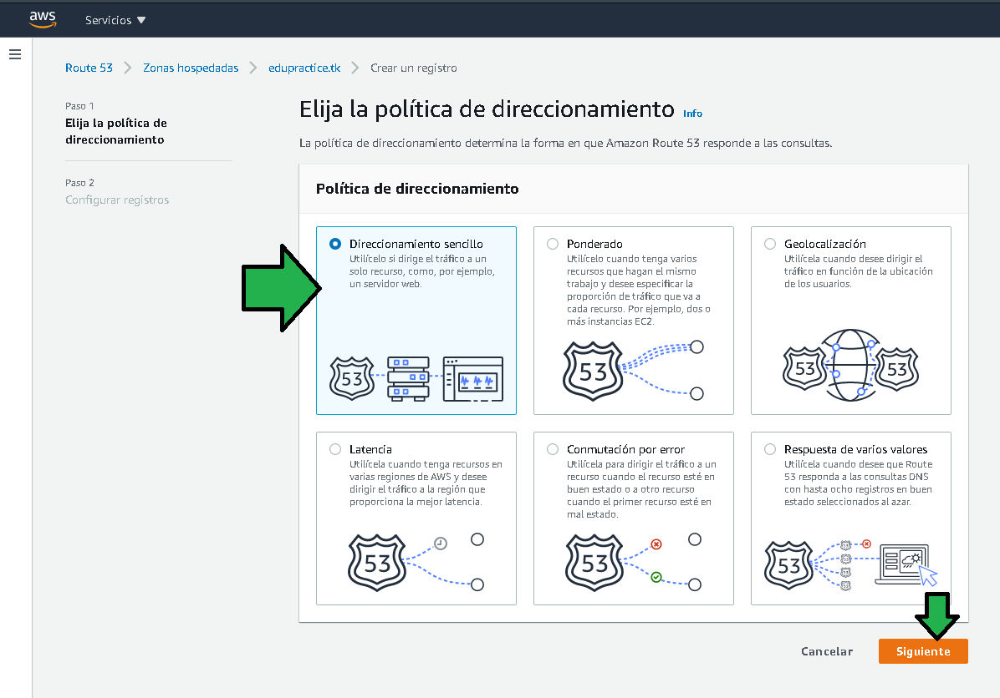 aws
Servicios
Route 53 Zonas hospedadas edupractice.tk Crear un registro
Paso 1
Elija la política de
direccionamiento
Paso 2
Configurar registros
Elija la política de direccionamiento Info
La política de direccionamiento determina la forma en que Amazon Route 53 responde a las consultas.
Política de direccionamiento
Direccionamiento sencillo
Utilícelo si dirige el tráfico a un
solo recurso, como, por ejemplo,
un servidor web.
53
Ponderado
Utilícelo cuando tenga varios
recursos que hagan el mismo
trabajo y desee especificar la
proporción de tráfico que va a
cada recurso. Por ejemplo, dos o
más instancias EC2.
53
Geolocalización
Utilícela cuando desee dirigir el
tráfico en función de la ubicación
de los usuarios.
53
53
Latencia
Utilícela cuando tenga recursos en
varias regiones de AWS y desee
dirigir el tráfico a la región que
proporciona la mejor latencia.
53
Conmutación por error
Utilícela para dirigir el tráfico a un
recurso cuando el recurso esté en
buen estado o a otro recurso
cuando el primer recurso esté en
mal estado.
53
Respuesta de varios valores
Utilícela cuando desee que Route
53 responda a las consultas DNS
con hasta ocho registros en buen
estado seleccionados al azar.
53
53
53
53
53
Cancelar
Siguiente